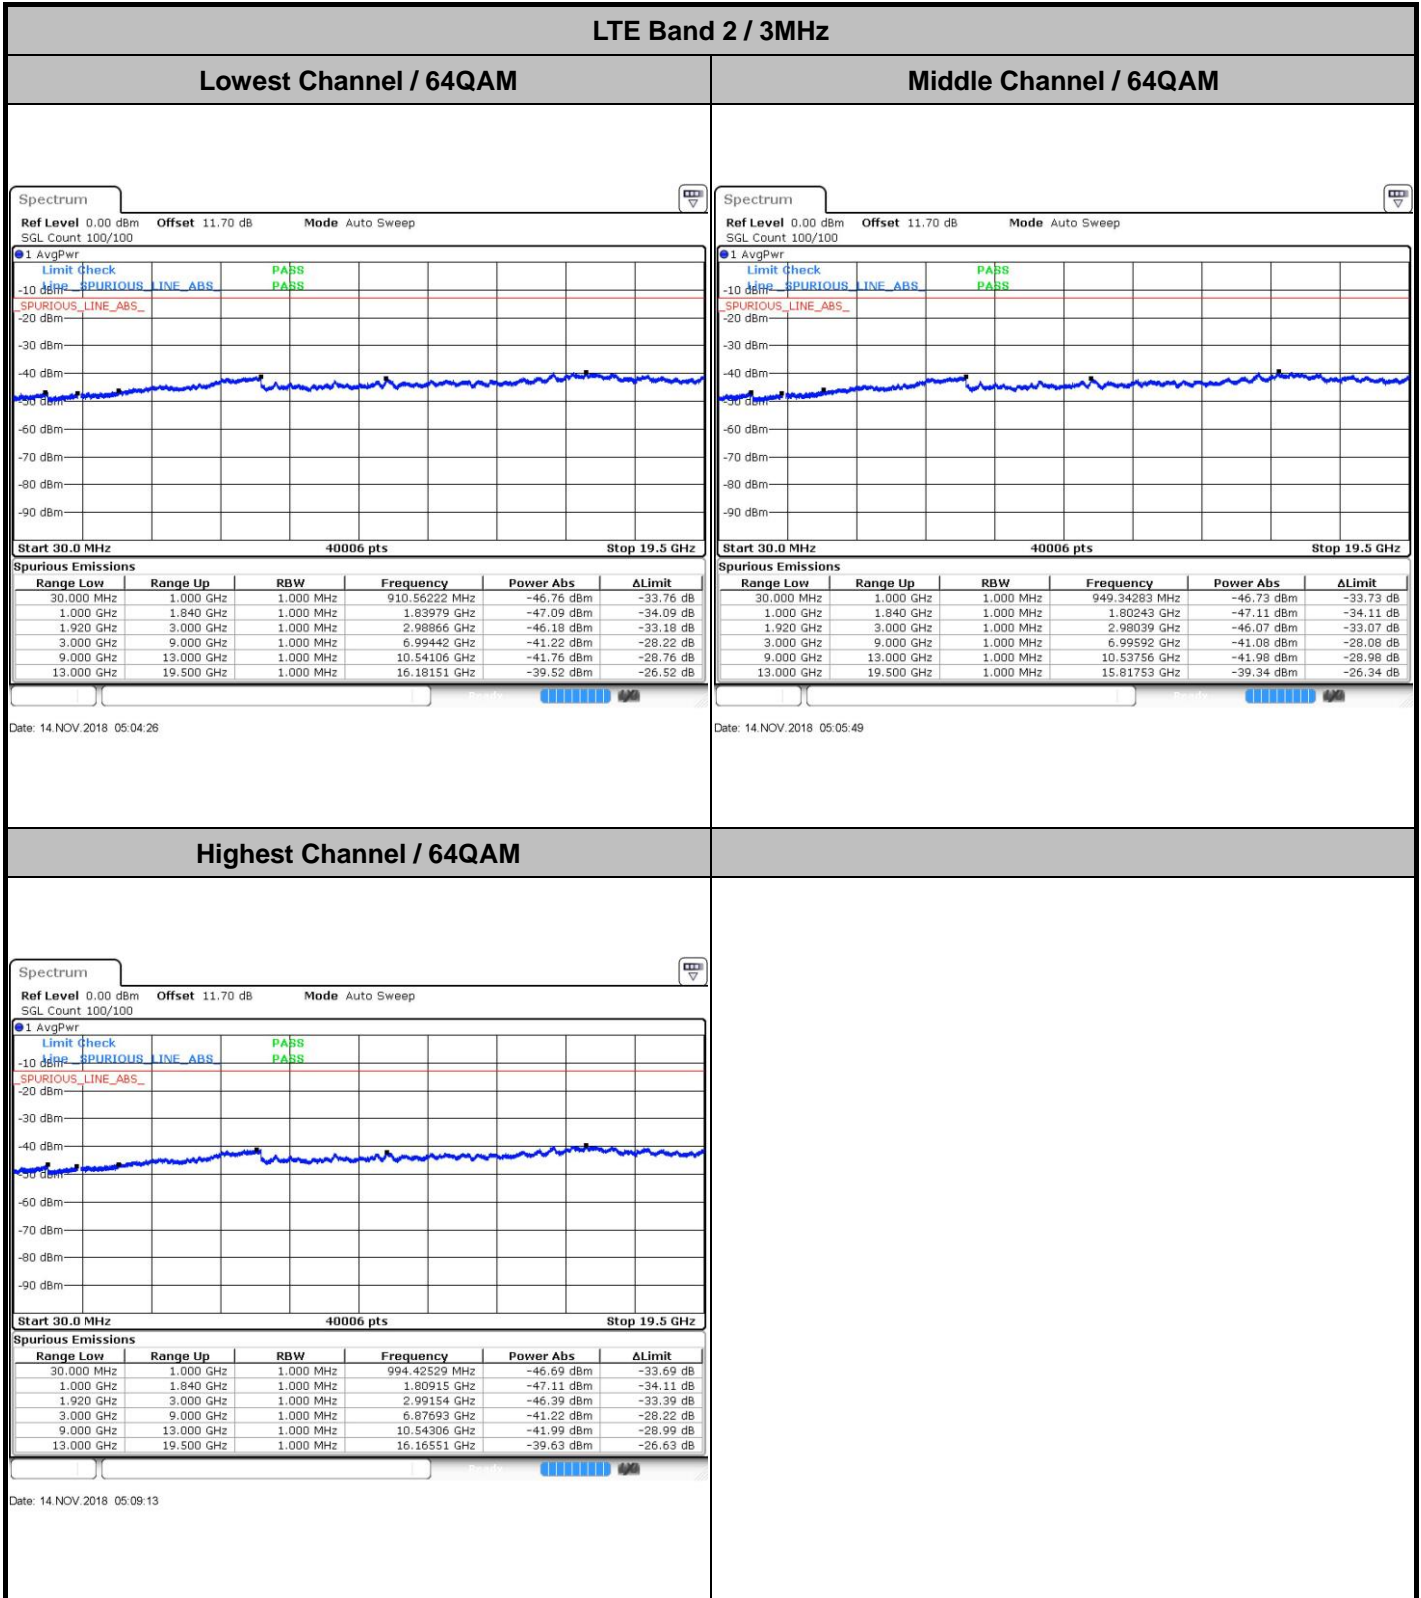 LTE Band 2 / 3MHz
Lowest Channel / 64QAM
Middle Channel / 64QAM
Spectrum
Ref Level 0.00 dBm Offset 11.70 dB Mode Auto Sweep
SGL Count 100/100
1 AvgPwr
Limit Check PASS
-10 dBm Line _SPURIOUS_LINE_ABS_ PASS
_SPURIOUS_LINE_ABS_
-20 dBm
-30 dBm
-40 dBm
-50 dBm
-60 dBm
-70 dBm
-80 dBm
-90 dBm
Start 30.0 MHz 40006 pts Stop 19.5 GHz
Spurious Emissions
Range Low Range Up RBW Frequency Power Abs ΔLimit
30.000 MHz 1.000 GHz 1.000 MHz 910.56222 MHz -46.76 dBm -33.76 dB
1.000 GHz 1.840 GHz 1.000 MHz 1.83979 GHz -47.09 dBm -34.09 dB
1.920 GHz 3.000 GHz 1.000 MHz 2.98866 GHz -46.18 dBm -33.18 dB
3.000 GHz 9.000 GHz 1.000 MHz 6.99442 GHz -41.22 dBm -28.22 dB
9.000 GHz 13.000 GHz 1.000 MHz 10.54106 GHz -41.76 dBm -28.76 dB
13.000 GHz 19.500 GHz 1.000 MHz 16.18151 GHz -39.52 dBm -26.52 dB
Ready
Date: 14.NOV.2018 05:04:26
Spectrum
Ref Level 0.00 dBm Offset 11.70 dB Mode Auto Sweep
SGL Count 100/100
1 AvgPwr
Limit Check PASS
-10 dBm Line _SPURIOUS_LINE_ABS_ PASS
_SPURIOUS_LINE_ABS_
-20 dBm
-30 dBm
-40 dBm
-50 dBm
-60 dBm
-70 dBm
-80 dBm
-90 dBm
Start 30.0 MHz 40006 pts Stop 19.5 GHz
Spurious Emissions
Range Low Range Up RBW Frequency Power Abs ΔLimit
30.000 MHz 1.000 GHz 1.000 MHz 949.34283 MHz -46.73 dBm -33.73 dB
1.000 GHz 1.840 GHz 1.000 MHz 1.80243 GHz -47.11 dBm -34.11 dB
1.920 GHz 3.000 GHz 1.000 MHz 2.98039 GHz -46.07 dBm -33.07 dB
3.000 GHz 9.000 GHz 1.000 MHz 6.99592 GHz -41.08 dBm -28.08 dB
9.000 GHz 13.000 GHz 1.000 MHz 10.53756 GHz -41.98 dBm -28.98 dB
13.000 GHz 19.500 GHz 1.000 MHz 15.81753 GHz -39.34 dBm -26.34 dB
Ready
Date: 14.NOV.2018 05:05:49
Highest Channel / 64QAM
Spectrum
Ref Level 0.00 dBm Offset 11.70 dB Mode Auto Sweep
SGL Count 100/100
1 AvgPwr
Limit Check PASS
-10 dBm Line _SPURIOUS_LINE_ABS_ PASS
_SPURIOUS_LINE_ABS_
-20 dBm
-30 dBm
-40 dBm
-50 dBm
-60 dBm
-70 dBm
-80 dBm
-90 dBm
Start 30.0 MHz 40006 pts Stop 19.5 GHz
Spurious Emissions
Range Low Range Up RBW Frequency Power Abs ΔLimit
30.000 MHz 1.000 GHz 1.000 MHz 994.42529 MHz -46.69 dBm -33.69 dB
1.000 GHz 1.840 GHz 1.000 MHz 1.80915 GHz -47.11 dBm -34.11 dB
1.920 GHz 3.000 GHz 1.000 MHz 2.99154 GHz -46.39 dBm -33.39 dB
3.000 GHz 9.000 GHz 1.000 MHz 6.87693 GHz -41.22 dBm -28.22 dB
9.000 GHz 13.000 GHz 1.000 MHz 10.54306 GHz -41.99 dBm -28.99 dB
13.000 GHz 19.500 GHz 1.000 MHz 16.16551 GHz -39.63 dBm -26.63 dB
Ready
Date: 14.NOV.2018 05:09:13